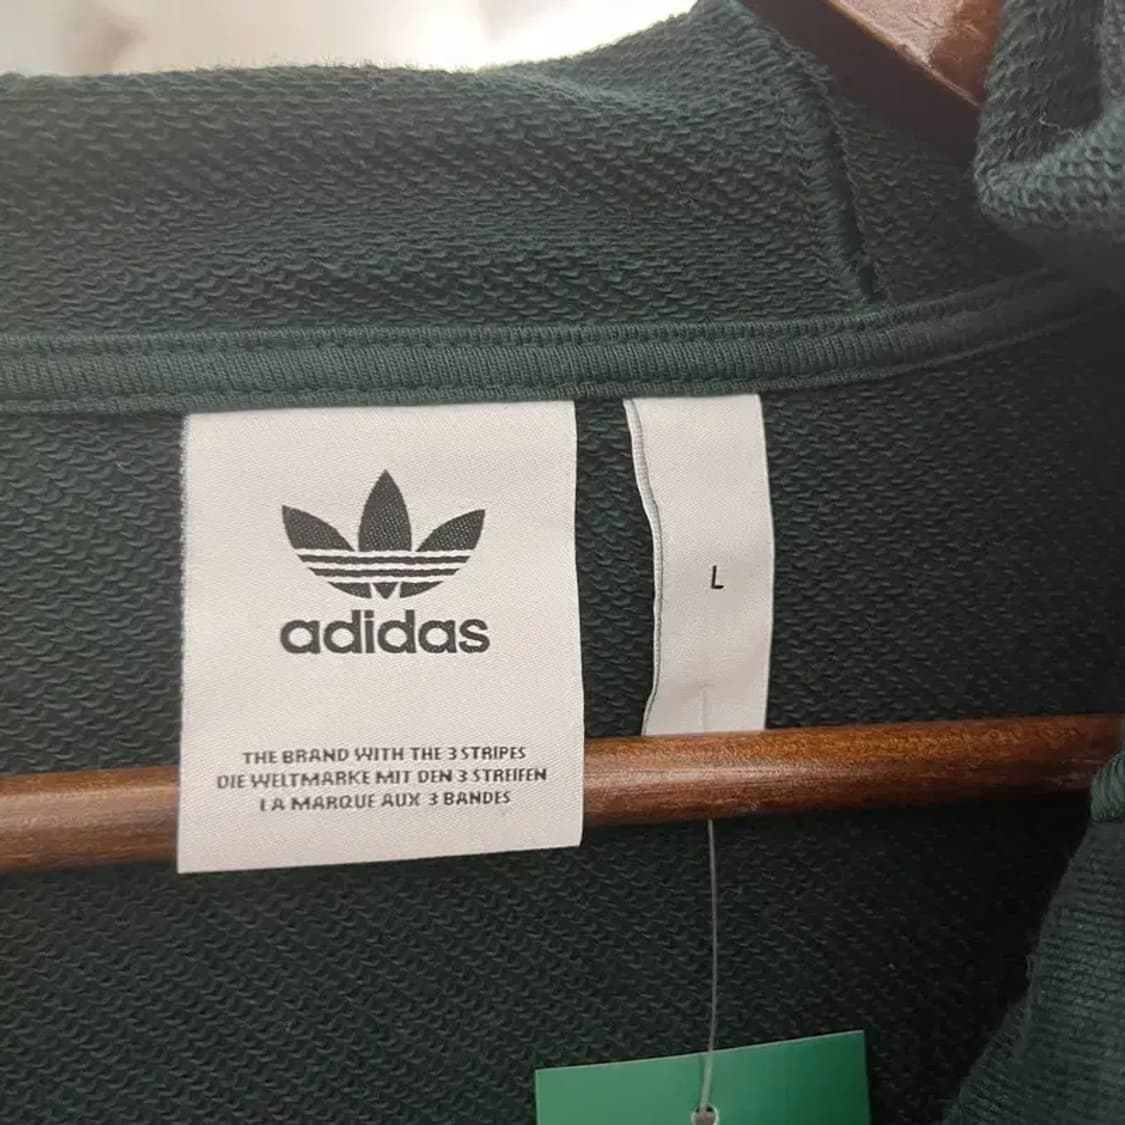 adidas
L
THE BRAND WITH THE 3 STRIPES
DIE WELTMARKE MIT DEN 3 STREIFEN
LA MARQUE AUX 3 BANDES